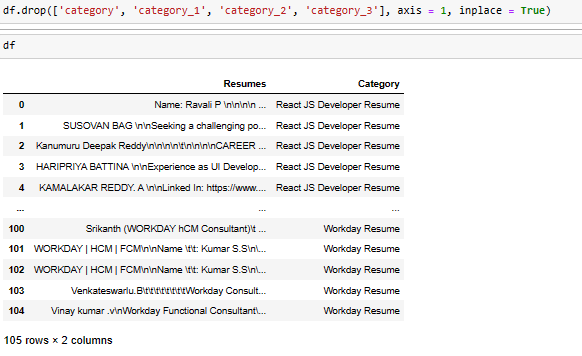 df.drop(['category', 'category_1', 'category_2', 'category_3'], axis = 1, inplace = True)
df
Resumes Category
0 Name: Ravali P \n\n\n\n ... React JS Developer Resume
1 SUSOVAN BAG \n\nSeeking a challenging po... React JS Developer Resume
2 Kanumuru Deepak Reddy\n\n\n\n\t\n\n\n\nCAREER ... React JS Developer Resume
3 HARIPRIYA BATTINA \n\nExperience as UI Develop... React JS Developer Resume
4 KAMALAKAR REDDY. A \n\nLinked In: https://www.... React JS Developer Resume
... ... ...
100 Srikanth (WORKDAY hCM Consultant)\t ... Workday Resume
101 WORKDAY | HCM | FCM\n\nName \t\t: Kumar S.S\n\... Workday Resume
102 WORKDAY | HCM | FCM\n\nName \t\t: Kumar S.S\n\... Workday Resume
103 Venkateswarlu.B\t\t\t\t\t\t\tWorkday Consult... Workday Resume
104 Vinay kumar .v\nWorkday Functional Consultant\... Workday Resume
105 rows × 2 columns